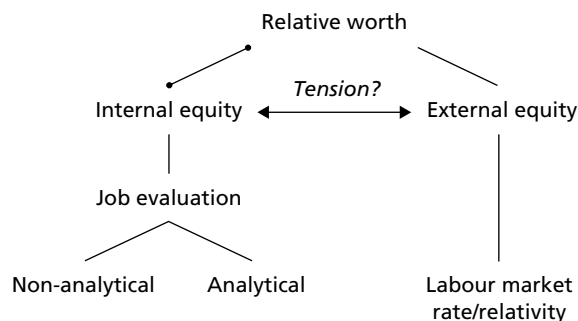 Relative worth
Tension?
Internal equity
External equity
Job evaluation
Non-analytical
Analytical
Labour market
rate/relativity